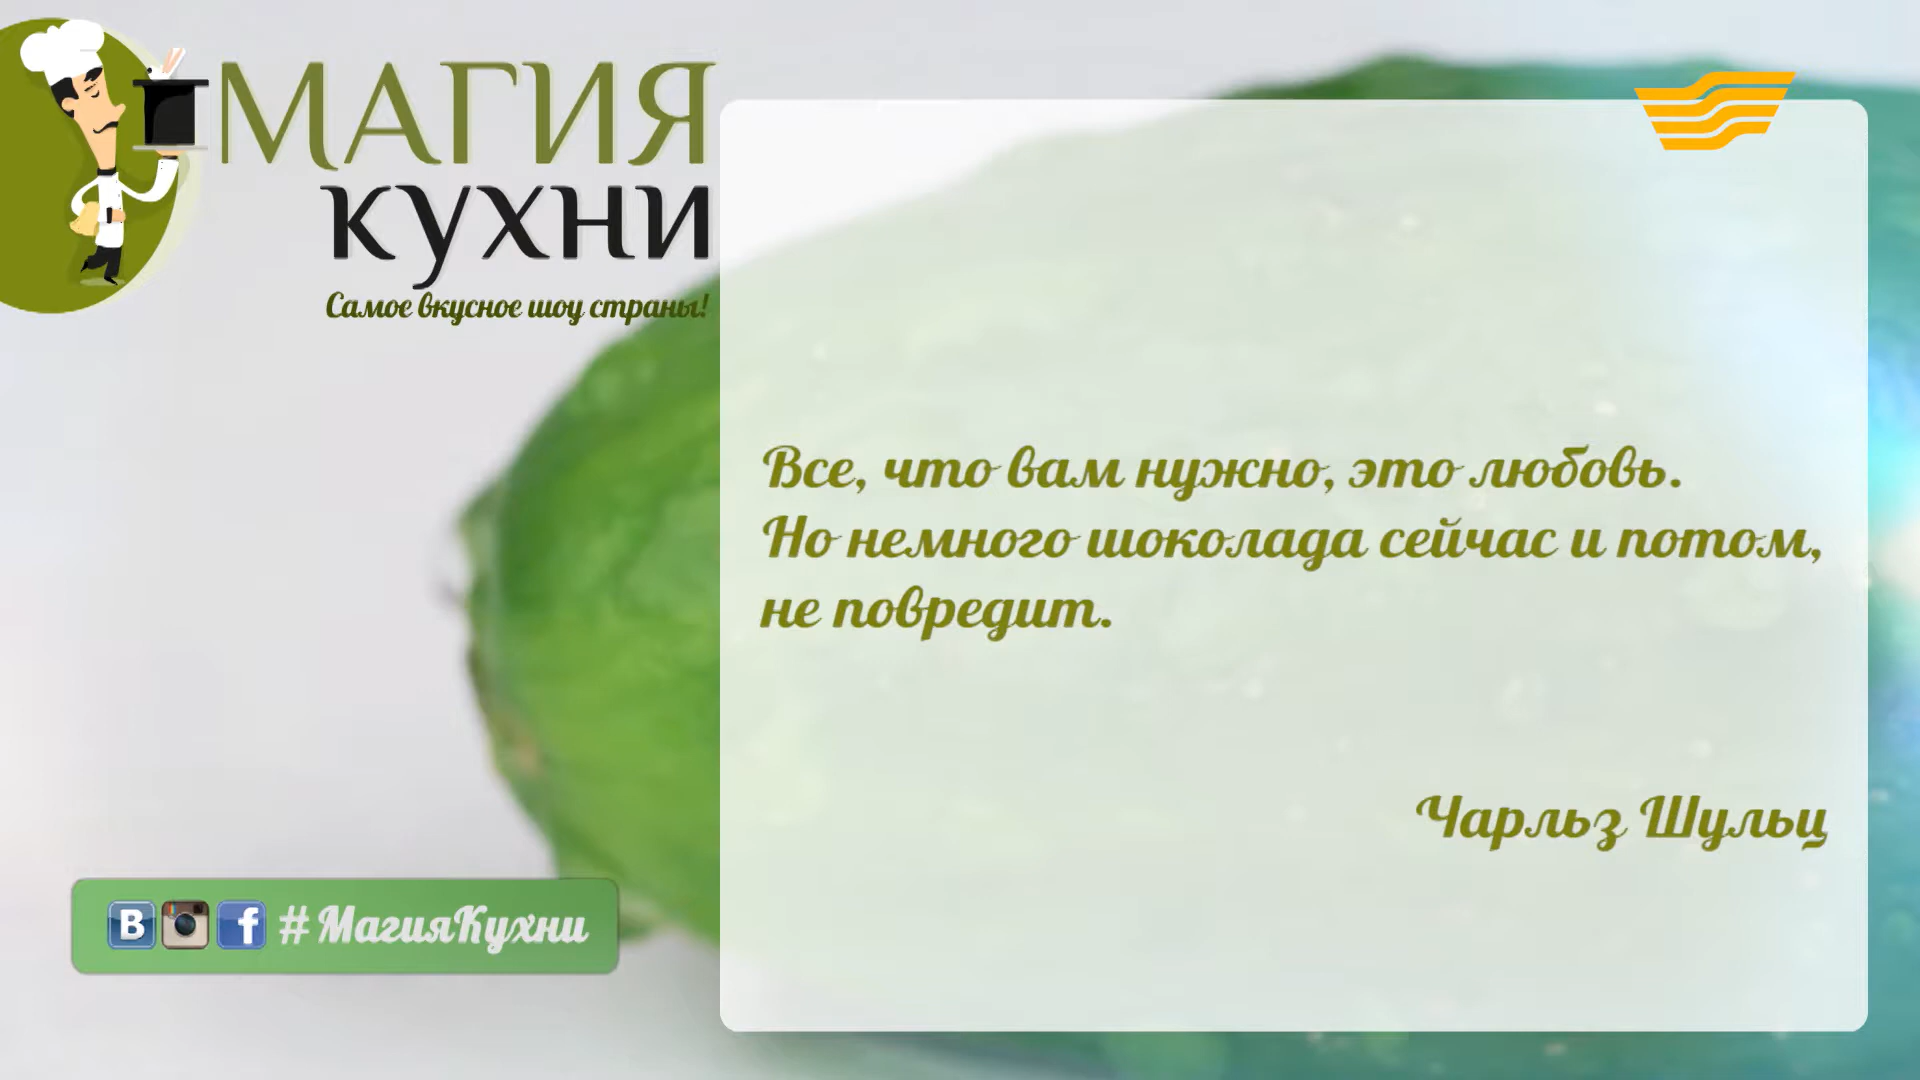 МАГИЯ
кухни
Самое вкусное шоу страны!
Все, что вам нужно, это любовь.
Но немного шоколада сейчас и потом,
не повредит.
Чарльз Шульц
В f #МагияКухни